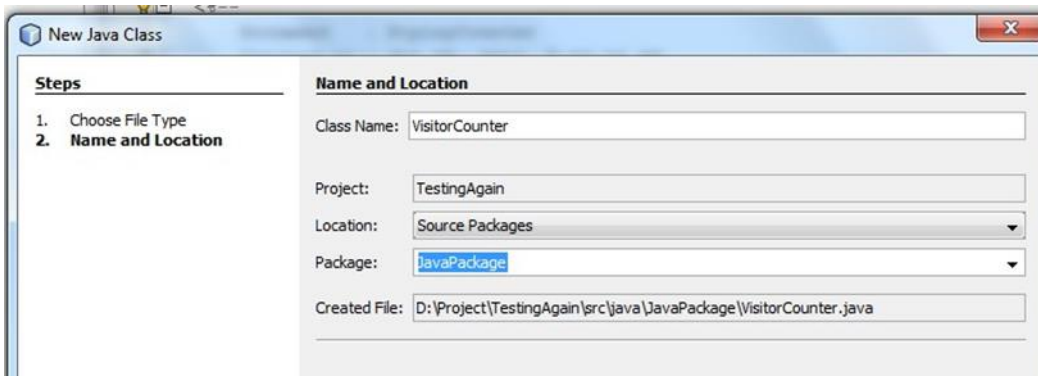 <!--
New Java Class
Steps
1. Choose File Type
2. Name and Location
Name and Location
Class Name: VisitorCounter
Project: TestingAgain
Location: Source Packages
Package: JavaPackage
Created File: D:\Project\TestingAgain\src\java\JavaPackage\VisitorCounter.java